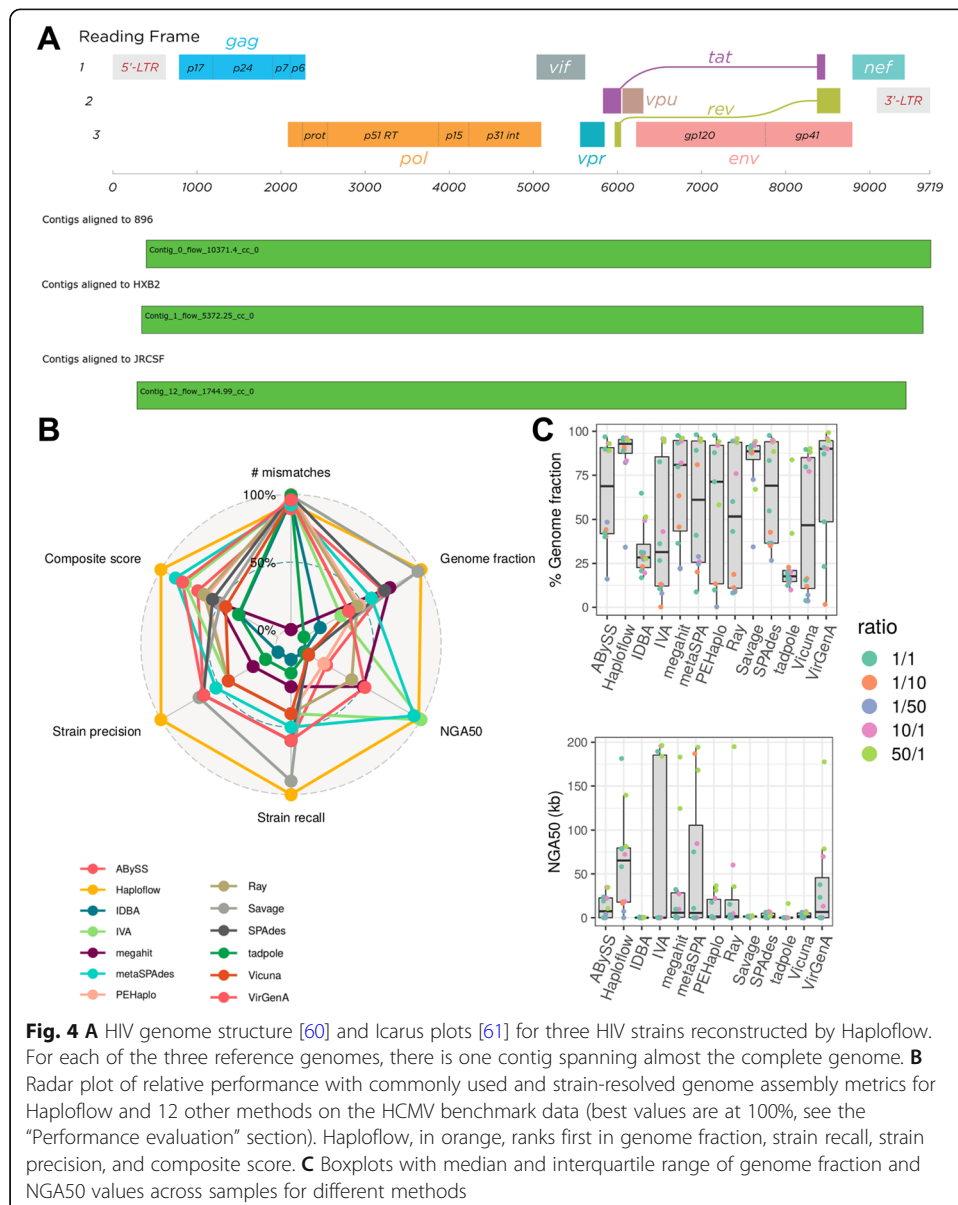 A
Reading Frame
gag
1
5'-LTR
p17
p24
p7 p6
vif
tat
nef
2
vpu
rev
3'-LTR
3
prot
p51 RT
p15
p31 int
gp120
gp41
pol
vpr
env
0 1000 2000 3000 4000 5000 6000 7000 8000 9000 9719
Contigs aligned to 896
Contig_0_flow_10371.4_cc_0
Contigs aligned to HXB2
Contig_1_flow_5372.25_cc_0
Contigs aligned to JRCSF
Contig_12_flow_1744.99_cc_0
B
# mismatches
100%
Composite score
Genome fraction
50%
0%
Strain precision
NGA50
Strain recall
ABySS
Haploflow
IDBA
IVA
megahit
metaSPAdes
PEHaplo
Ray
Savage
SPAdes
tadpole
Vicuna
VirGenA
C
% Genome fraction
100
75
50
25
0
ABySS
Haploflow
IDBA
IVA
megahit
metaSPA
PEHaplo
Ray
Savage
SPAdes
tadpole
Vicuna
VirGenA
ratio
1/1
1/10
1/50
10/1
50/1
NGA50 (kb)
200
150
100
50
0
ABySS
Haploflow
IDBA
IVA
megahit
metaSPA
PEHaplo
Ray
Savage
SPAdes
tadpole
Vicuna
VirGenA
Fig. 4 A HIV genome structure [60] and Icarus plots [61] for three HIV strains reconstructed by Haploflow.
For each of the three reference genomes, there is one contig spanning almost the complete genome. B
Radar plot of relative performance with commonly used and strain-resolved genome assembly metrics for
Haploflow and 12 other methods on the HCMV benchmark data (best values are at 100%, see the
"Performance evaluation" section). Haploflow, in orange, ranks first in genome fraction, strain recall, strain
precision, and composite score. C Boxplots with median and interquartile range of genome fraction and
NGA50 values across samples for different methods